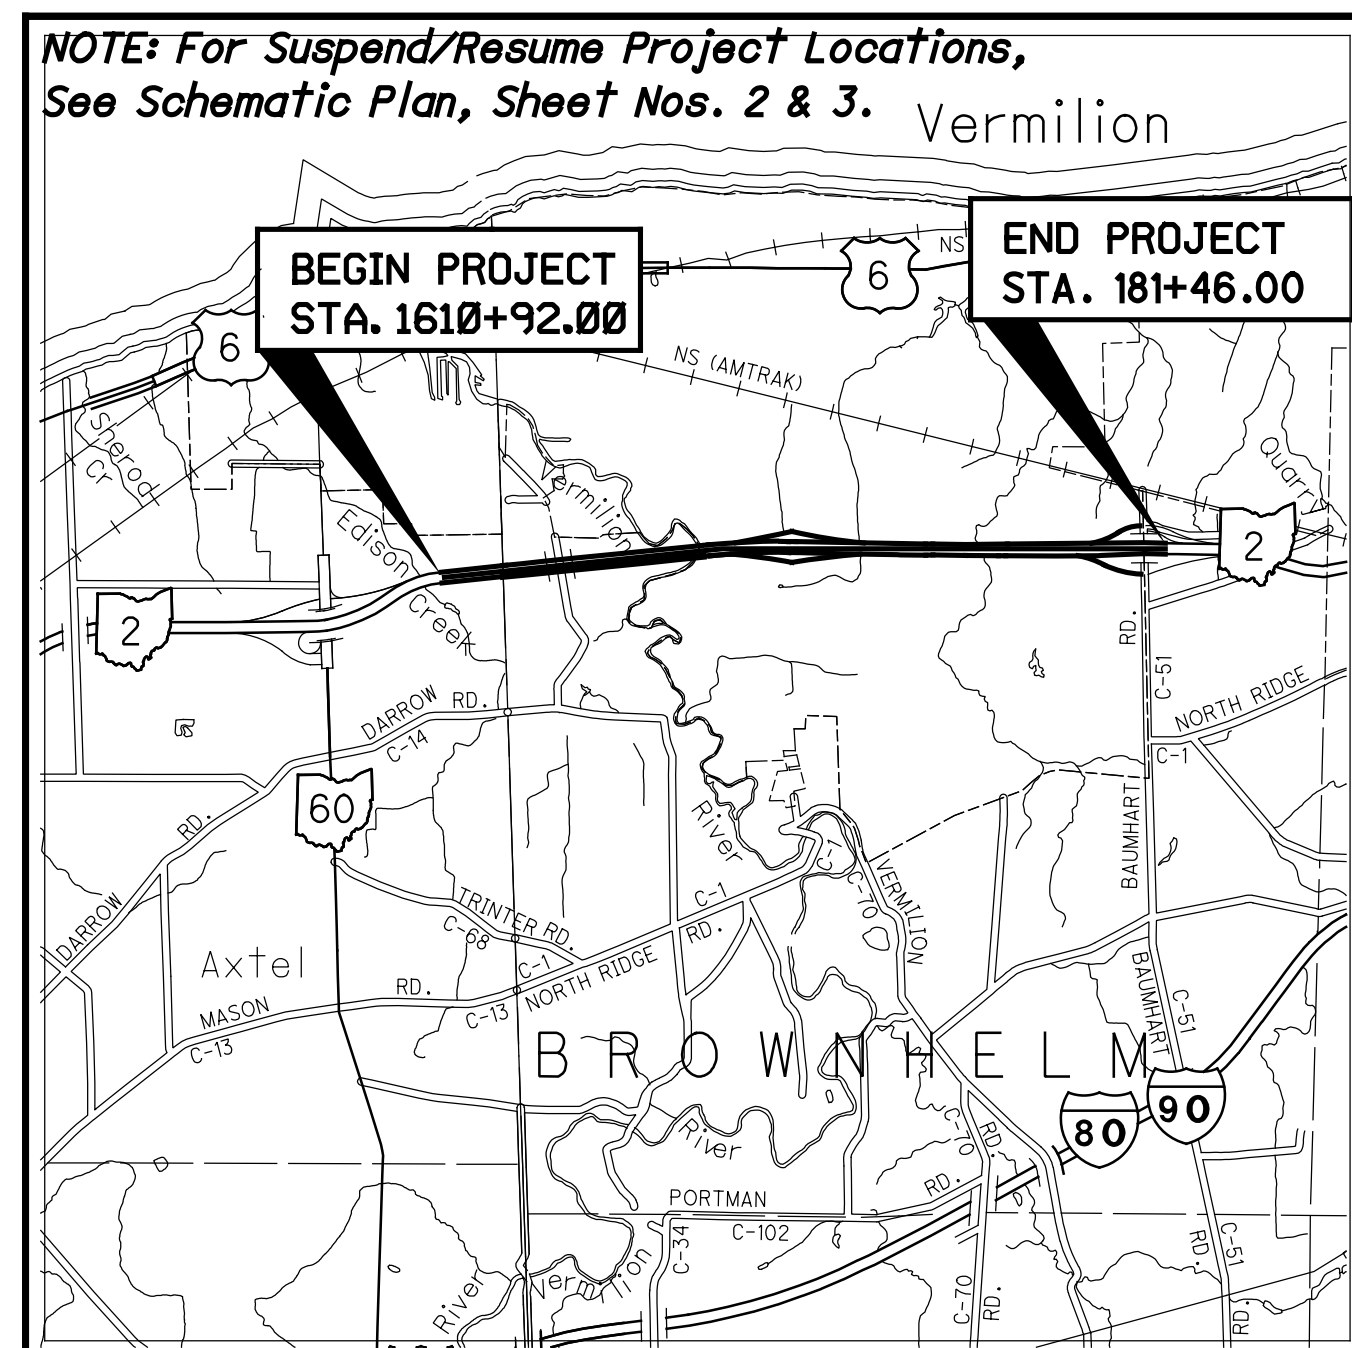 NOTE: For Suspend/Resume Project Locations,
See Schematic Plan, Sheet Nos. 2 & 3.
Vermilion
BEGIN PROJECT
STA. 1610+92.00
END PROJECT
STA. 181+46.00
NS
6
6
NS (AMTRAK)
Sherod
Cr
Edison
Creek
Vermilion
Quarry
2
2
RD.
C-51
DARROW RD.
C-14
NORTH RIDGE
C-1
60
RD.
River
BAUMHART
C-1
C-70
VERMILION
DARROW
TRINTER RD.
C-68
C-1
RD.
Axtel
C-1
NORTH RIDGE
MASON
RD.
C-13
C-13
BAUMHART
C-51
BROWNHELM
80
90
River
C-70
RD.
PORTMAN
RD.
C-102
C-34
Vermilion
River
C-70
RD.
RD.
C-51
RD.